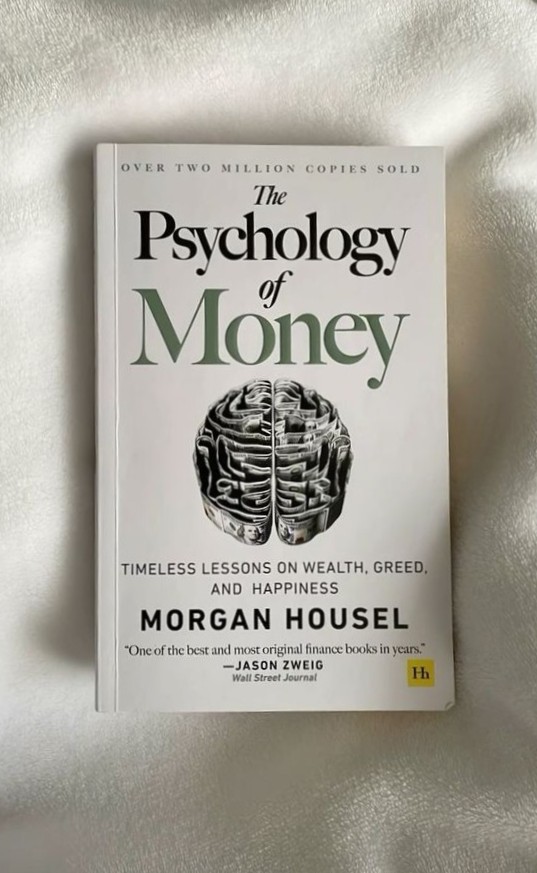 OVER TWO MILLION COPIES SOLD
The
Psychology
of
Money
TIMELESS LESSONS ON WEALTH, GREED,
AND HAPPINESS
MORGAN HOUSEL
"One of the best and most original finance books in years."
—JASON ZWEIG
Wall Street Journal
Hh